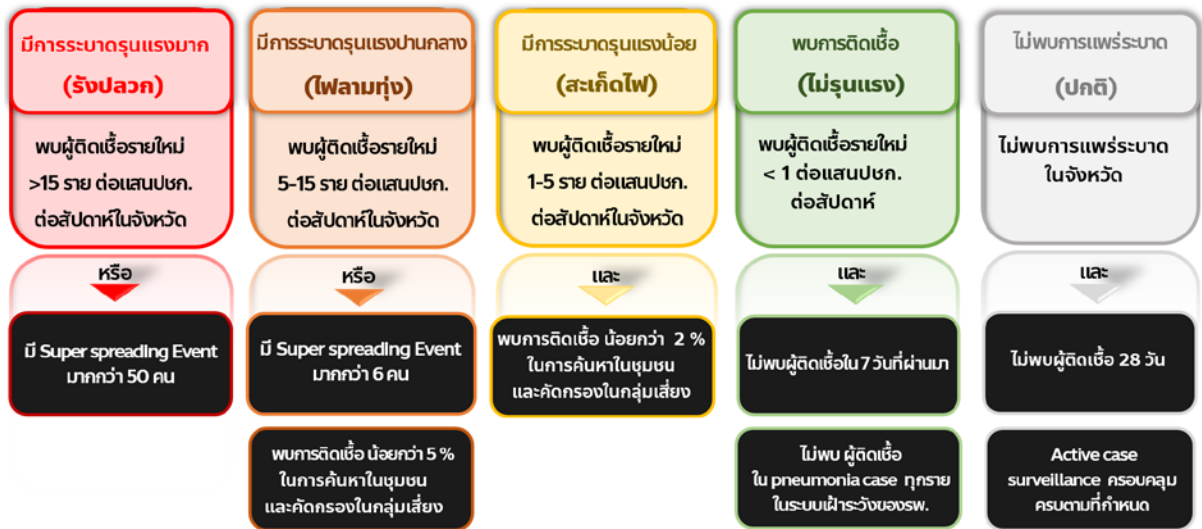 มีการระบาดรุนแรงมาก
(รังปลวก)
พบผู้ติดเชื้อรายใหม่
>15 ราย ต่อแสนปชก.
ต่อสัปดาห์ในจังหวัด
หรือ
มี Super spreading Event
มากกว่า 50 คน
มีการระบาดรุนแรงปานกลาง
(ไฟลามทุ่ง)
พบผู้ติดเชื้อรายใหม่
5-15 ราย ต่อแสนปชก.
ต่อสัปดาห์ในจังหวัด
หรือ
มี Super spreading Event
มากกว่า 6 คน
พบการติดเชื้อ น้อยกว่า 5 %
ในการค้นหาในชุมชน
และคัดกรองในกลุ่มเสี่ยง
มีการระบาดรุนแรงน้อย
(สะเก็ดไฟ)
พบผู้ติดเชื้อรายใหม่
1-5 ราย ต่อแสนปชก.
ต่อสัปดาห์ในจังหวัด
และ
พบการติดเชื้อ น้อยกว่า 2 %
ในการค้นหาในชุมชน
และคัดกรองในกลุ่มเสี่ยง
พบการติดเชื้อ
(ไม่รุนแรง)
พบผู้ติดเชื้อรายใหม่
< 1 ต่อแสนปชก.
ต่อสัปดาห์
และ
ไม่พบผู้ติดเชื้อใน 7 วันที่ผ่านมา
ไม่พบ ผู้ติดเชื้อ
ใน pneumonia case ทุกราย
ในระบบเฝ้าระวังของรพ.
ไม่พบการแพร่ระบาด
(ปกติ)
ไม่พบการแพร่ระบาด
ในจังหวัด
และ
ไม่พบผู้ติดเชื้อ 28 วัน
Active case
surveillance ครอบคลุม
ครบตามที่กำหนด